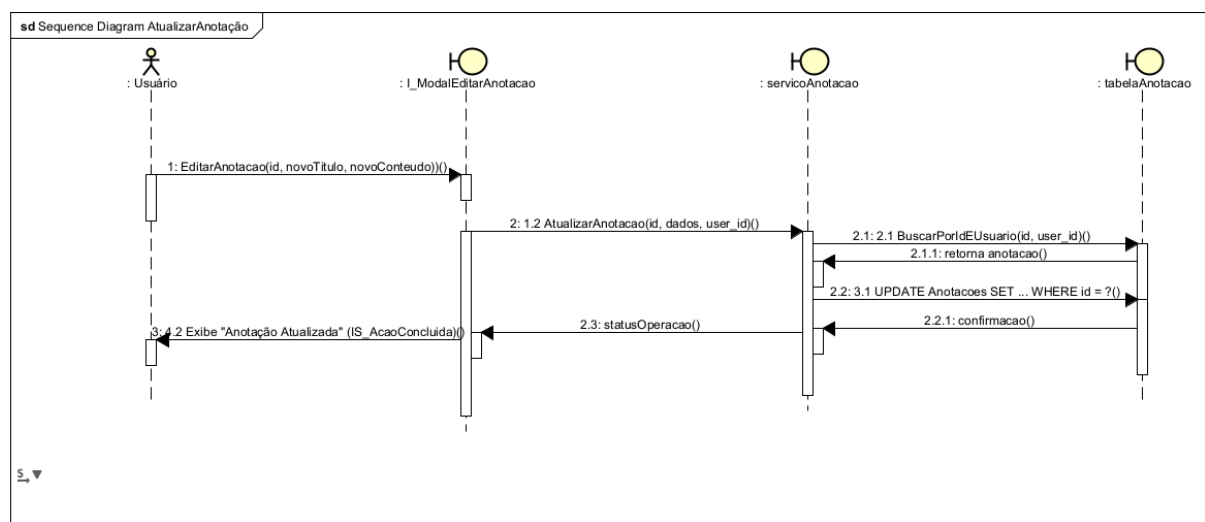 sd Sequence Diagram AtualizarAnotação
: Usuário
: I_ModalEditarAnotacao
: servicoAnotacao
: tabelaAnotacao
1: EditarAnotacao(id, novoTitulo, novoConteudo))()
2: 1.2 AtualizarAnotacao(id, dados, user_id)()
2.1: 2.1 BuscarPorIdEUsuario(id, user_id)()
2.1.1: retorna anotacao()
2.2: 3.1 UPDATE Anotacoes SET ... WHERE id = ?()
3: 4.2 Exibe "Anotação Atualizada" (IS_AcaoConcluida)()
2.3: statusOperacao()
2.2.1: confirmacao()
S